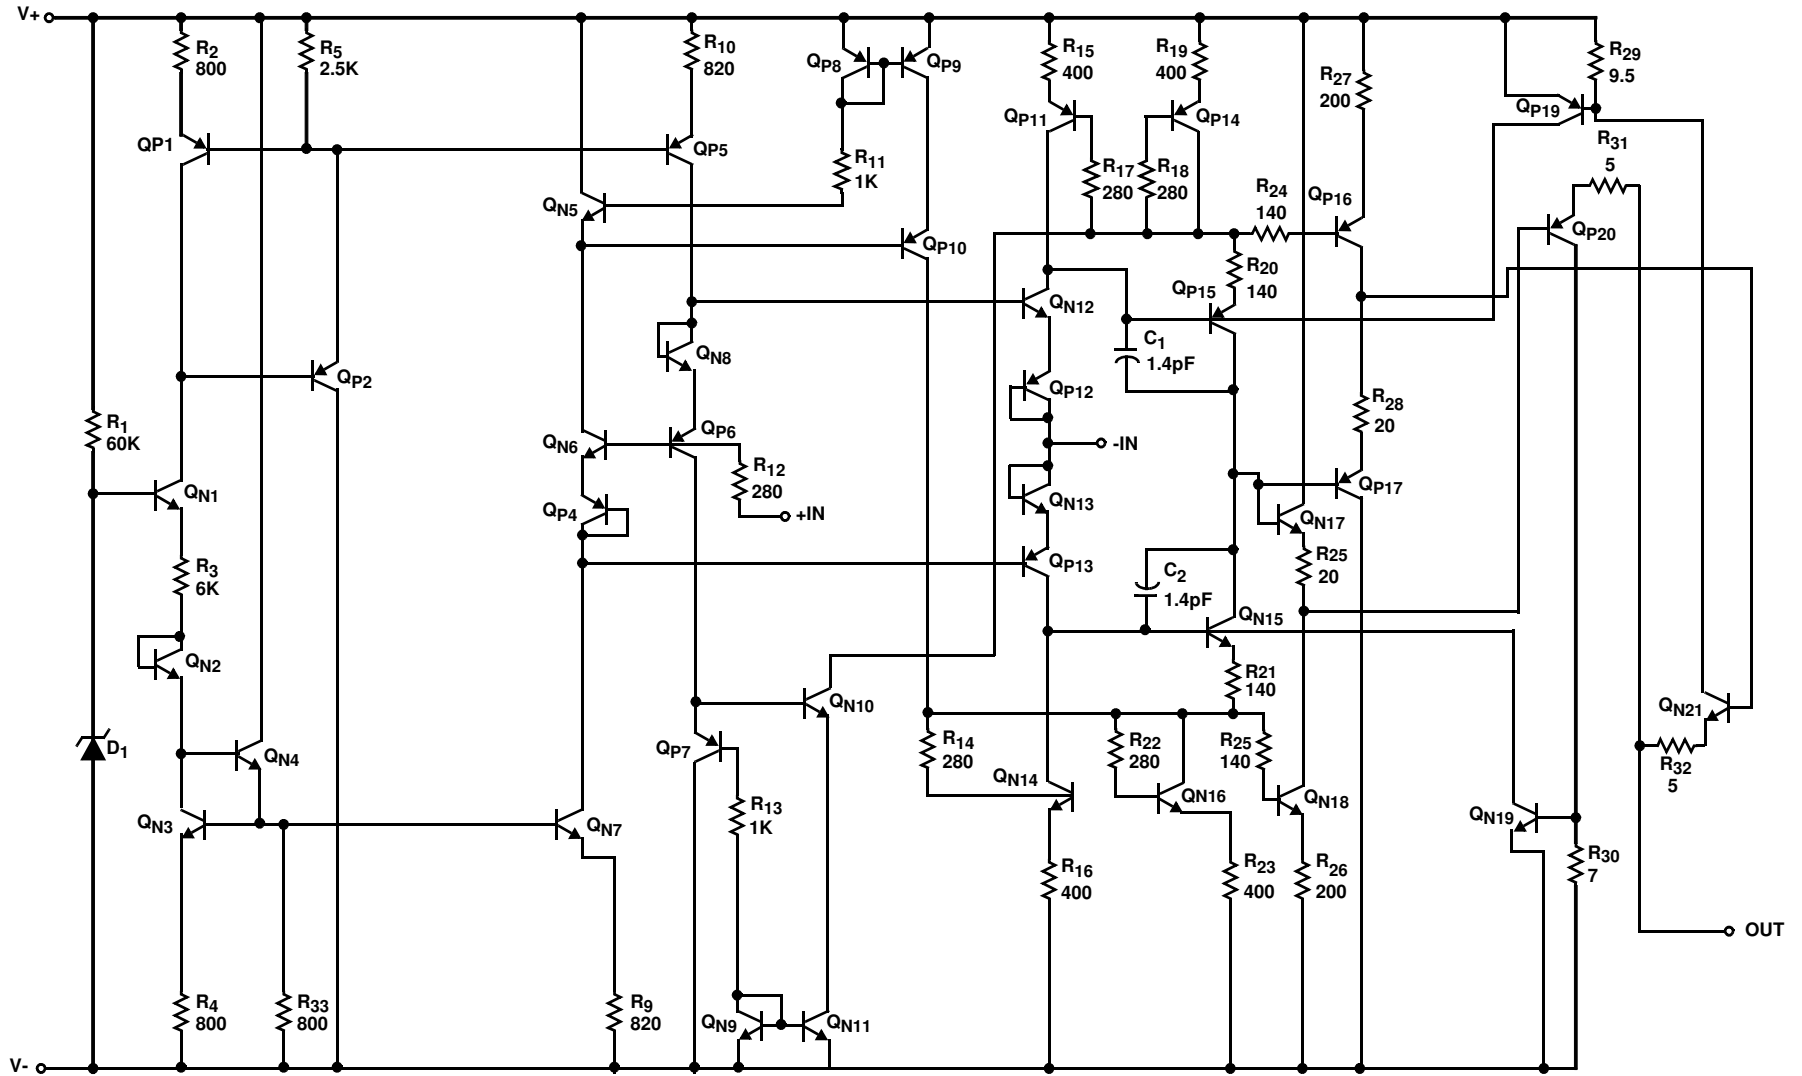 V+
R2
800
R5
2.5K
R10
820
QP8
QP9
R15
400
R19
400
R27
200
R29
9.5
QP1
QP5
R11
1K
QP11
QP14
QP19
R31
5
R17
280
R18
280
R24
140
QP16
QN5
QP10
QP20
R20
140
QP15
QN12
C1
1.4pF
QN8
QP2
QP12
R1
60K
QN6
QP6
-IN
R28
20
R12
280
QN1
QP4
+IN
QN13
QP17
QN17
R3
6K
QP13
C2
1.4pF
R25
20
QN15
QN2
R21
140
QN10
QN21
D1
QN4
QP7
R14
280
R22
280
R25
140
R32
5
QN14
QN16
QN18
QN3
QN7
R13
1K
QN19
R30
7
R16
400
R23
400
R26
200
OUT
R4
800
R33
800
R9
820
QN9
QN11
V-